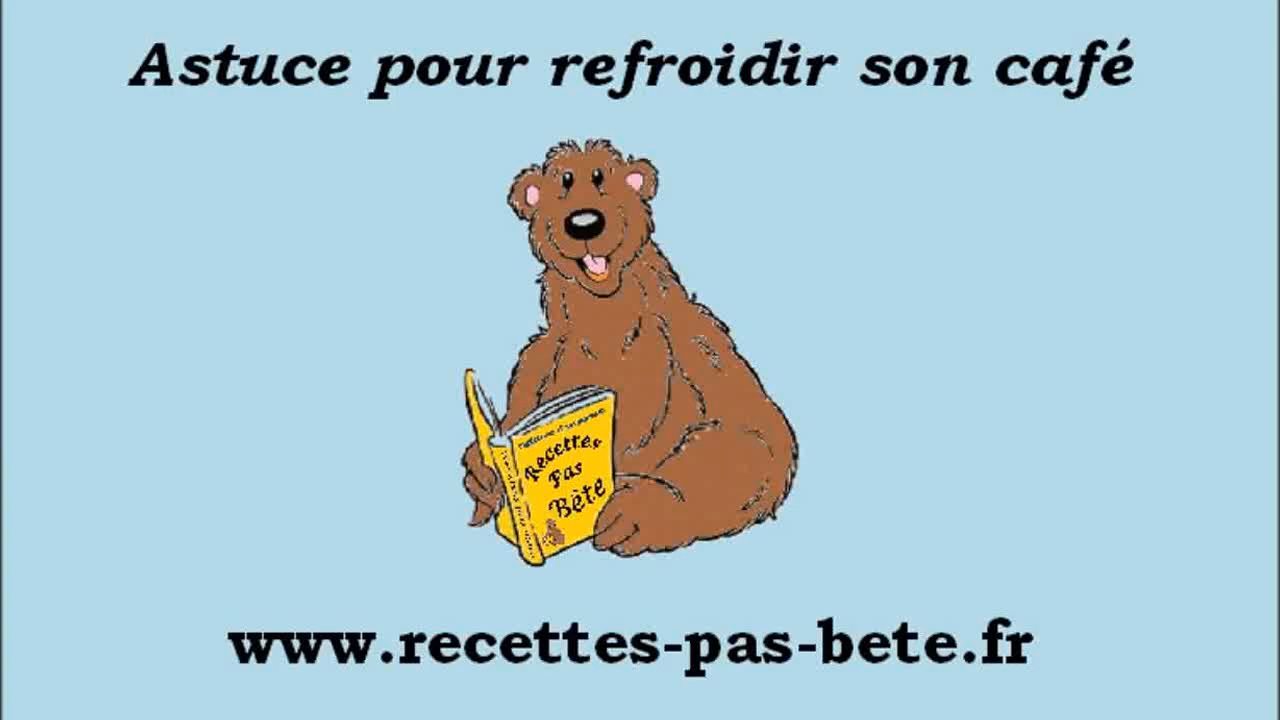 Astuce pour refroidir son café
Recettes
Pas
Bête
www.recettes-pas-bete.fr